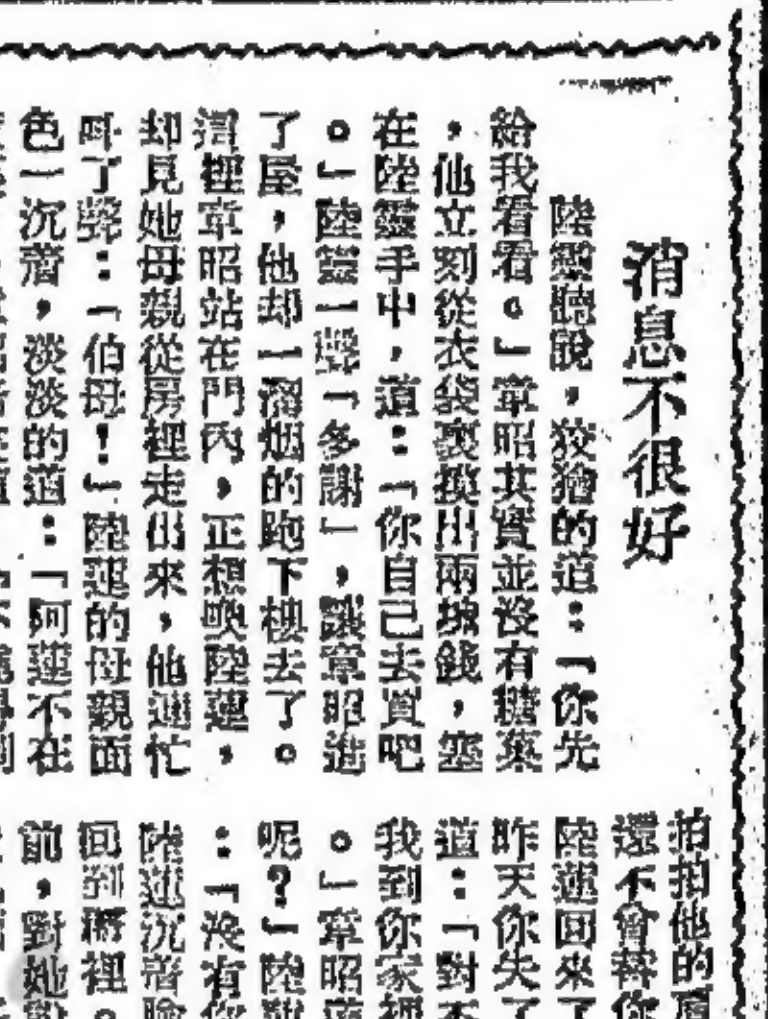 消息不很好
陸聽說，狡猾的道：「你先
給我看看。」章昭其實並沒有糖菓
，他立刻從衣袋裏摸出兩塊錢，塞
在陸靈手中，道：「你自己去買吧
。」陸靈一聲「多謝」，讓章昭進
了屋，他却一溜烟的跑下樓去了。
這裡章昭站在門內，正想喚陸蓮，
却見她母親從房裡走出來，他連忙
叫了聲：「伯母！」陸蓮的母親面
色一沉着，淡淡的道：「阿蓮不在
拍拍他的
還不會
陸蓮回來了
昨天你失了
道：「對不
我到你家裡
。」章昭
呢？」陸
：「沒有
陸蓮沉着臉
回到裡。
前，對她